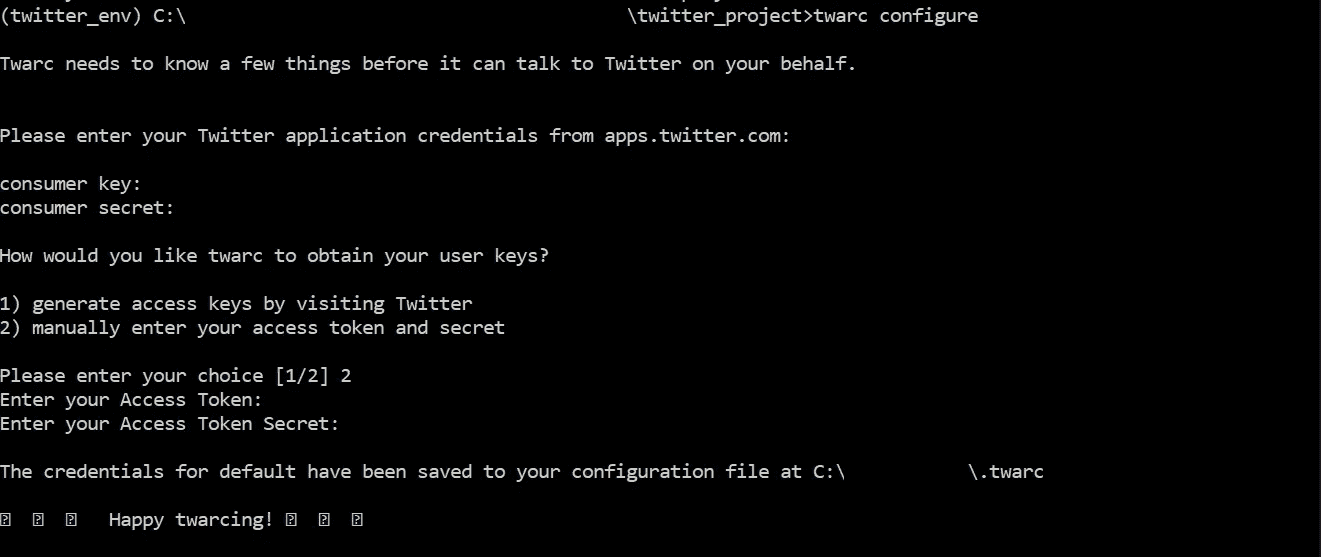 (twitter_env) C:\ \twitter_project>twarc configure
Twarc needs to know a few things before it can talk to Twitter on your behalf.
Please enter your Twitter application credentials from apps.twitter.com:
consumer key:
consumer secret:
How would you like twarc to obtain your user keys?
1) generate access keys by visiting Twitter
2) manually enter your access token and secret
Please enter your choice [1/2] 2
Enter your Access Token:
Enter your Access Token Secret:
The credentials for default have been saved to your configuration file at C:\ \.twarc
Happy twarcing!